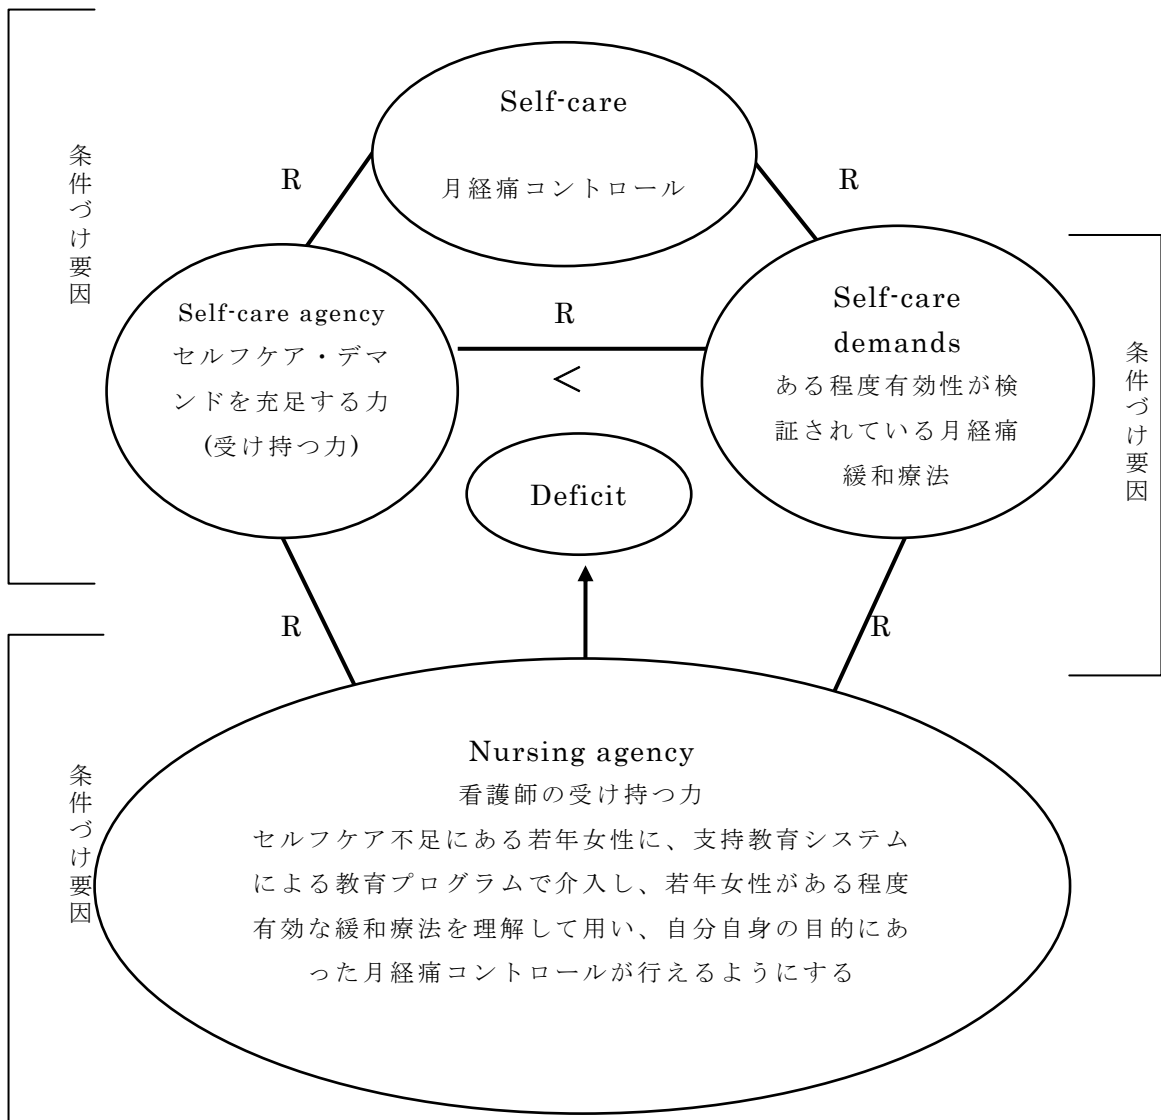 Self-care
月経痛コントロール
条件づけ要因
R
R
Self-care agency
セルフケア・デマ
ンドを充足する力
(受け持つ力)
R
<
Self-care
demands
ある程度有効性が検
証されている月経痛
緩和療法
条件づけ要因
Deficit
R
R
Nursing agency
看護師の受け持つ力
セルフケア不足にある若年女性に、支持教育システム
による教育プログラムで介入し、若年女性がある程度
有効な緩和療法を理解して用い、自分自身の目的にあ
った月経痛コントロールが行えるようにする
条件づけ要因